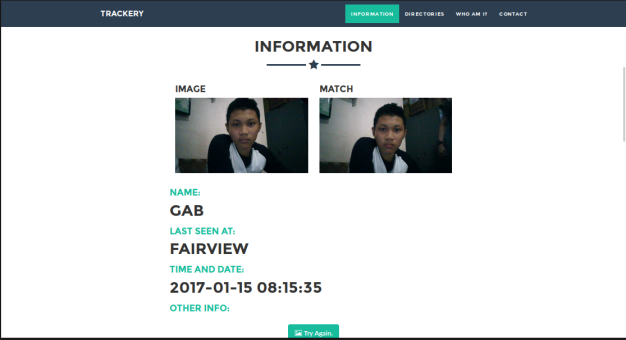 TRACKERY
INFORMATION DIRECTORIES WHO AM I? CONTACT
INFORMATION
IMAGE MATCH
NAME:
GAB
LAST SEEN AT:
FAIRVIEW
TIME AND DATE:
2017-01-15 08:15:35
OTHER INFO:
Try Again.